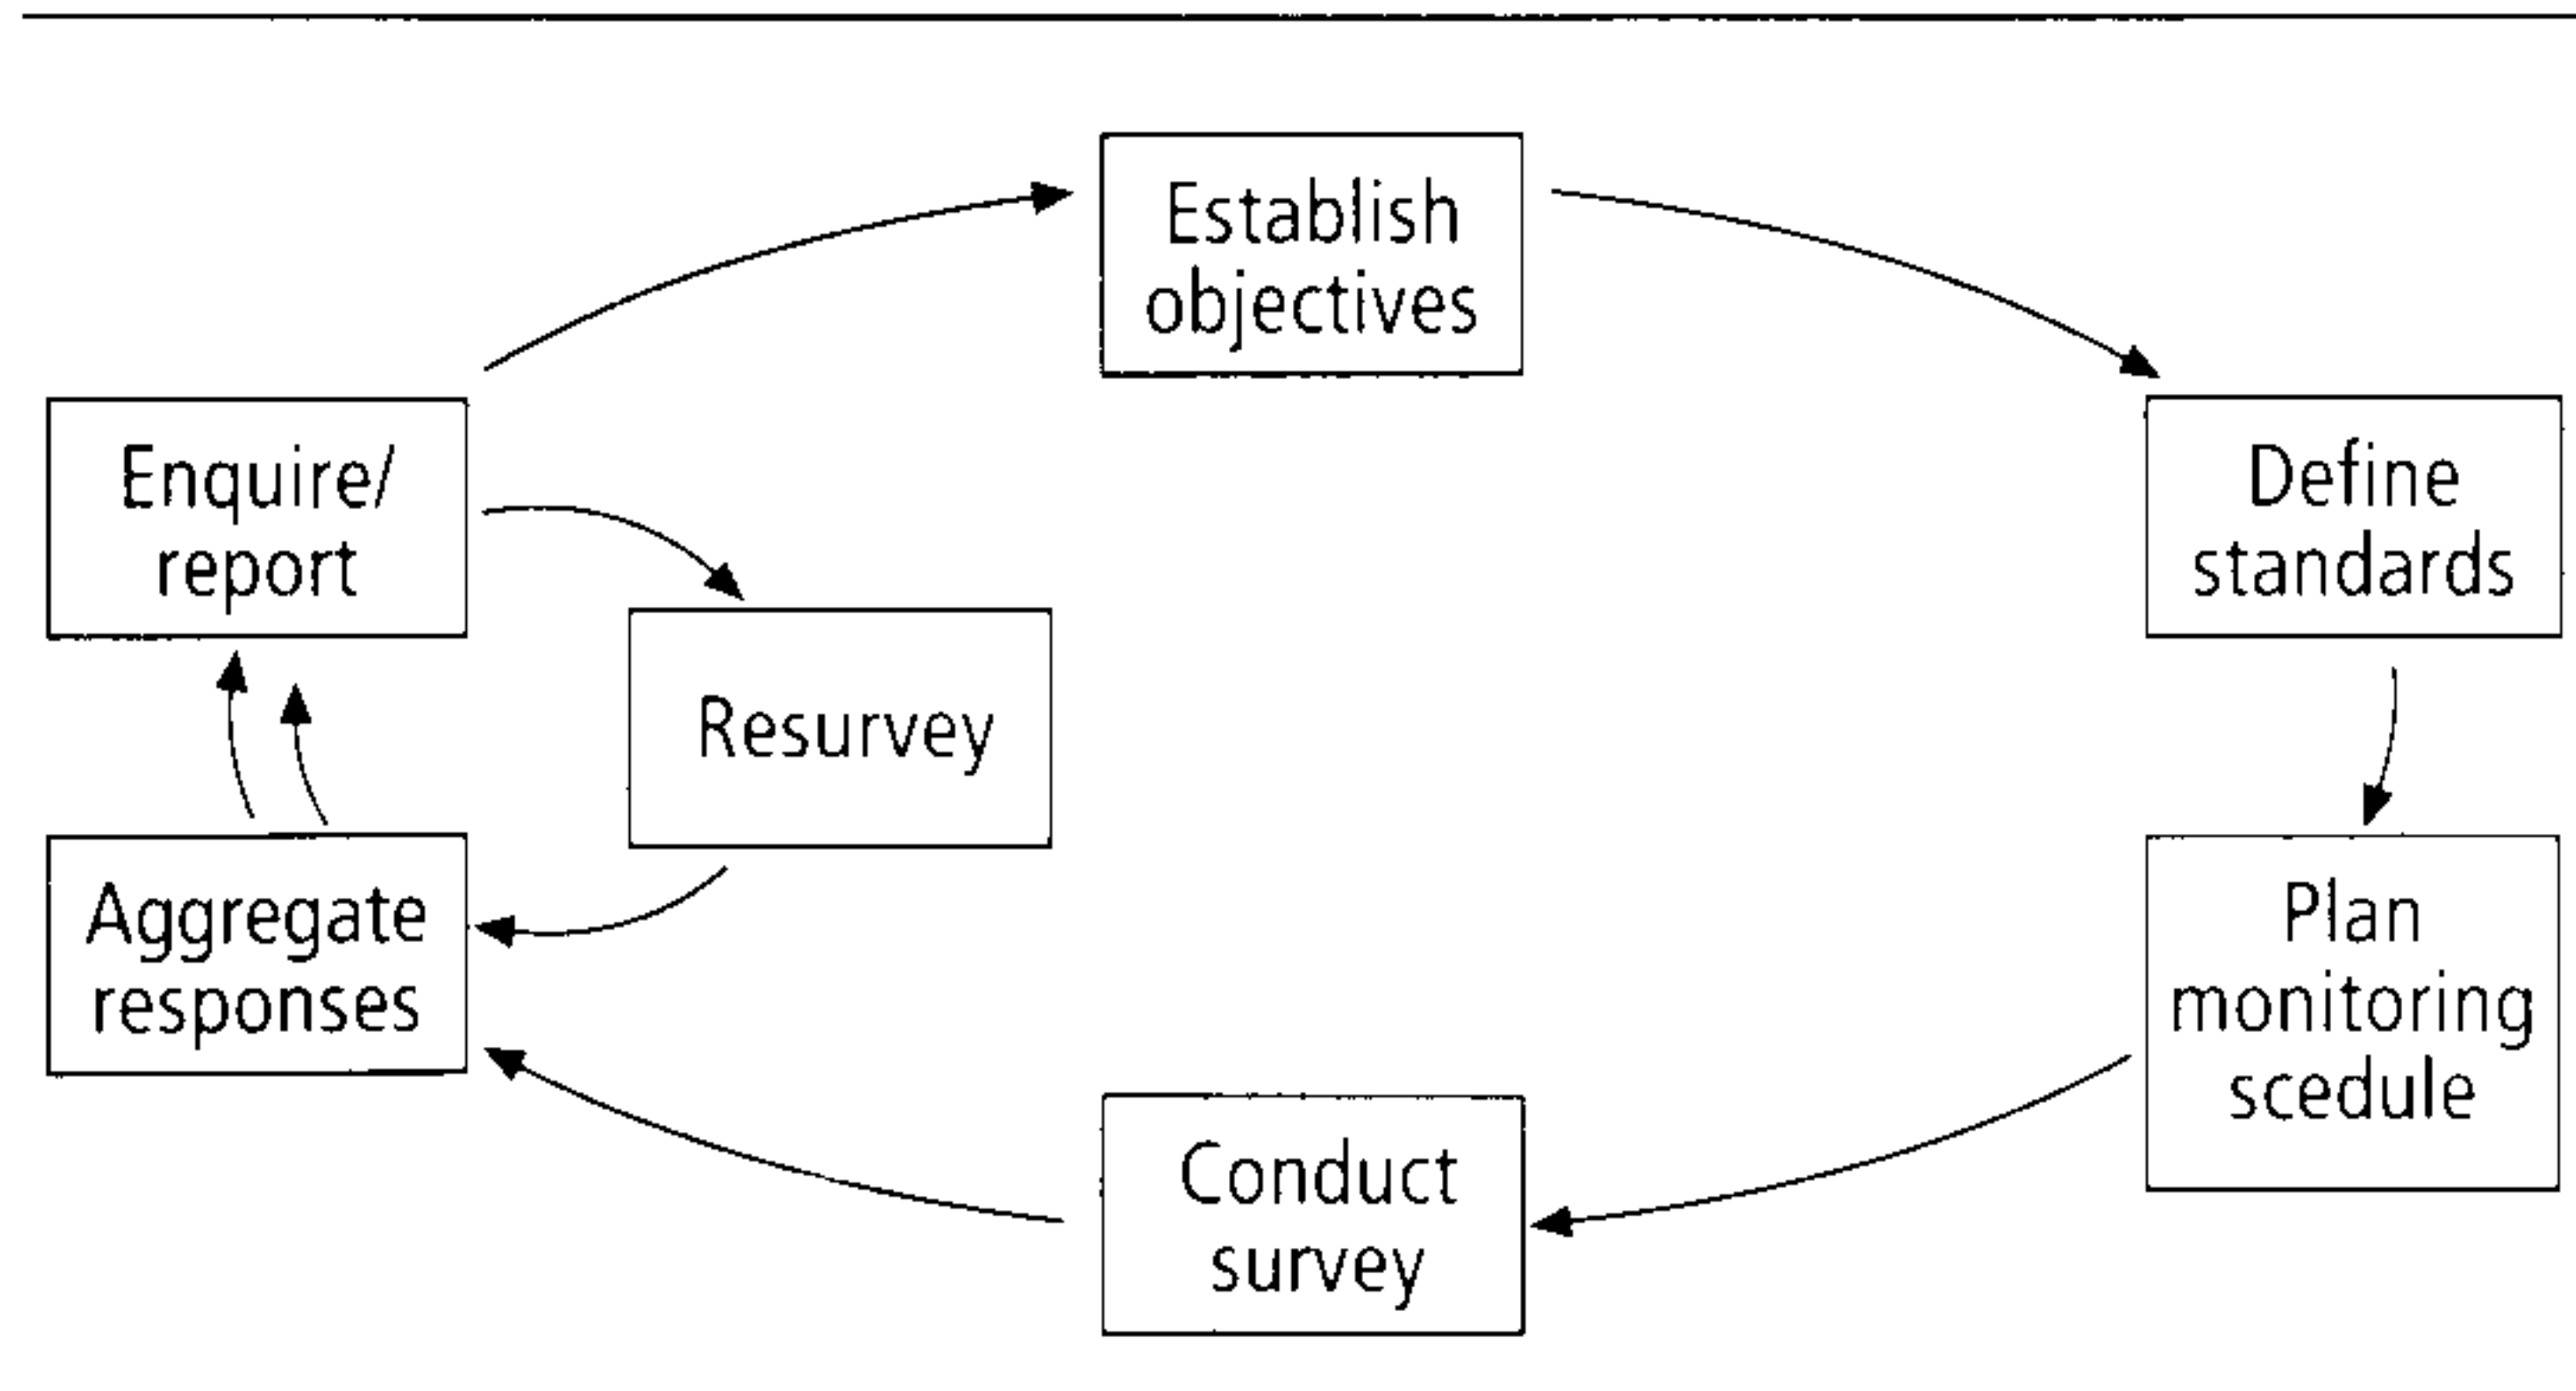 Establish
objectives
Define
standards
Plan
monitoring
scedule
Conduct
survey
Aggregate
responses
Enquire/
report
Resurvey